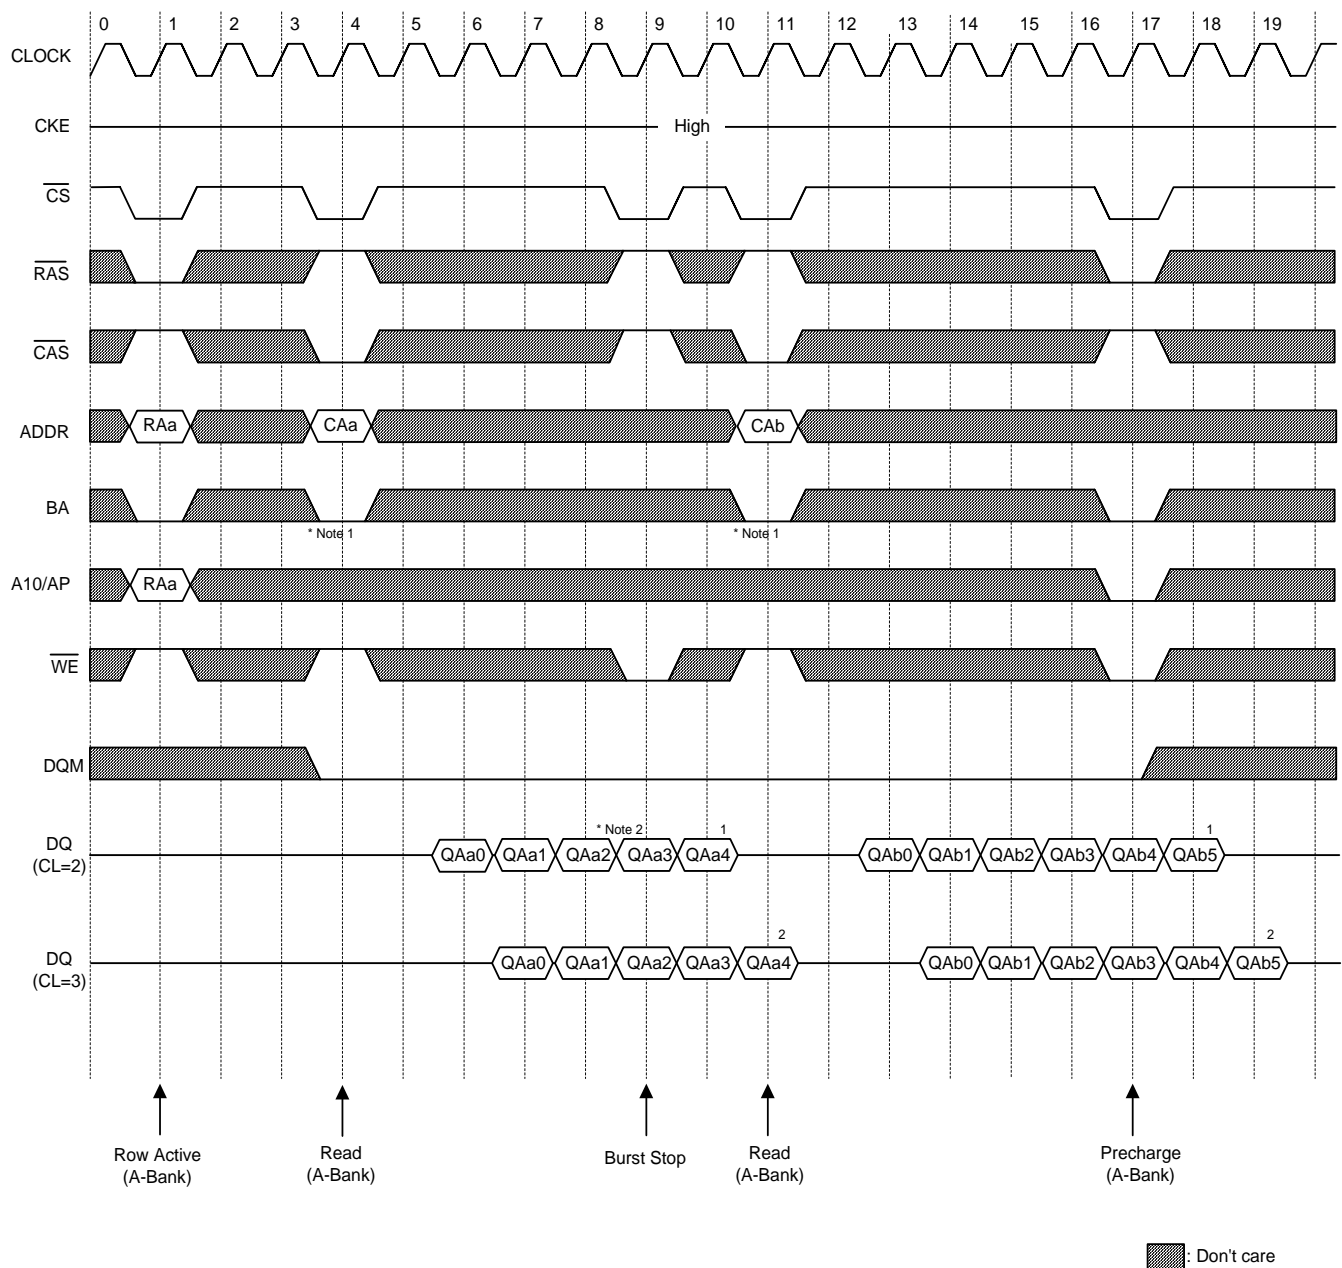 0 1 2 3 4 5 6 7 8 9 10 11 12 13 14 15 16 17 18 19
CLOCK
CKE High
CS
RAS
CAS
ADDR RAa CAa CAb
BA
* Note 1 * Note 1
A10/AP RAa
WE
DQM
* Note 2 1 1
DQ
(CL=2) QAa0 QAa1 QAa2 QAa3 QAa4 QAb0 QAb1 QAb2 QAb3 QAb4 QAb5
2 2
DQ
(CL=3) QAa0 QAa1 QAa2 QAa3 QAa4 QAb0 QAb1 QAb2 QAb3 QAb4 QAb5
Row Active
(A-Bank)
Read
(A-Bank)
Burst Stop
Read
(A-Bank)
Precharge
(A-Bank)
: Don't care